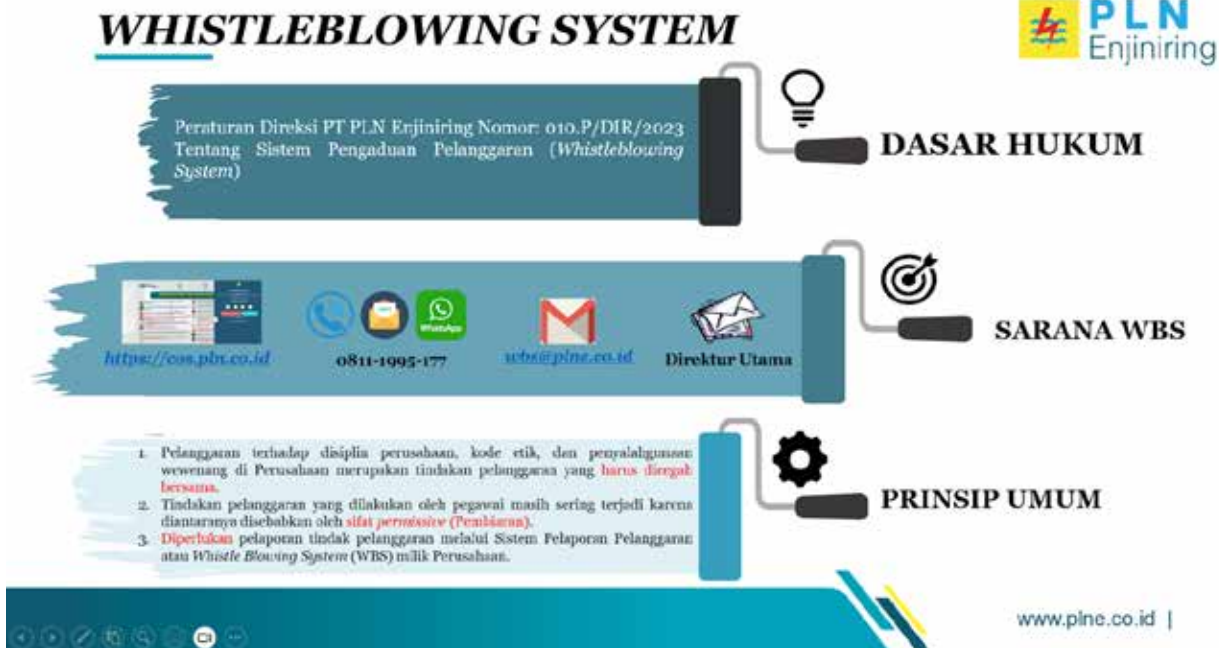 WHISTLEBLOWING SYSTEM
PLN
Enjiniring
Peraturan Direksi PT PLN Enjiniring Nomor: 010.P/DIR/2023
Tentang Sistem Pengaduan Pelanggaran (Whistleblowing
System)
DASAR HUKUM
WhatsApp
https://cos.pln.co.id
0811-1995-177
wbs@plne.co.id
Direktur Utama
SARANA WBS
1. Pelanggaran terhadap disiplin perusahaan, kode etik, dan penyalahgunaan
wewenang di Perusahaan merupakan tindakan pelanggaran yang harus dicegah
bersama.
2. Tindakan pelanggaran yang dilakukan oleh pegawai masih sering terjadi karena
diantaranya disebabkan oleh sifat permissive (Pembiaran).
3. Diperlukan pelaporan tindak pelanggaran melalui Sistem Pelaporan Pelanggaran
atau Whistle Blowing System (WBS) milik Perusahaan.
PRINSIP UMUM
www.plne.co.id |